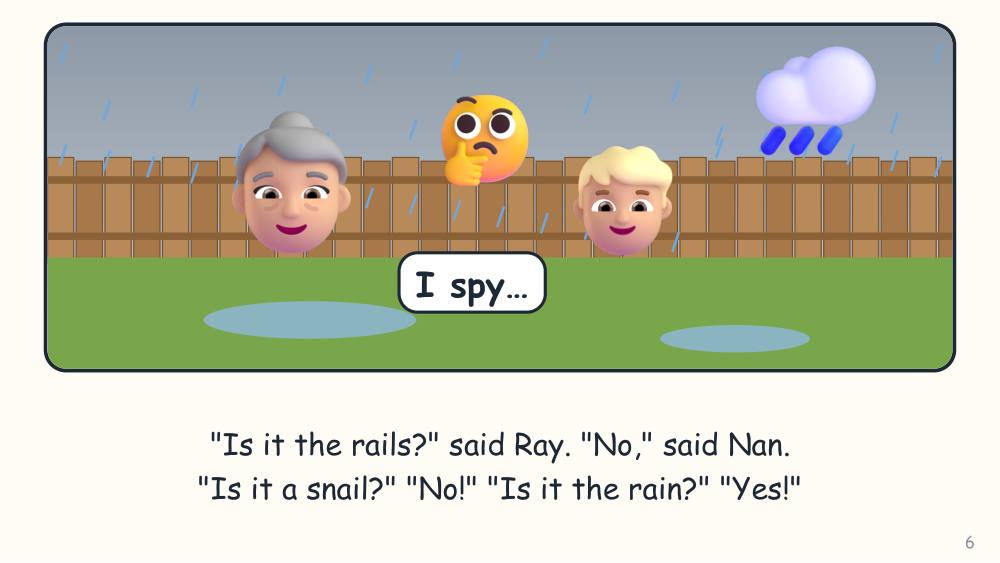 I spy...
"Is it the rails?" said Ray. "No," said Nan.
"Is it a snail?" "No!" "Is it the rain?" "Yes!"
6